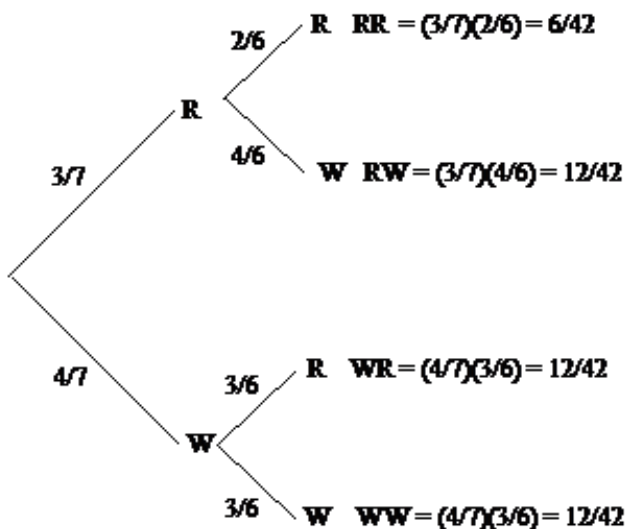 2/6
R RR = (3/7)(2/6) = 6/42
R
4/6
3/7
W RW = (3/7)(4/6) = 12/42
4/7
3/6
R WR = (4/7)(3/6) = 12/42
W
3/6
W WW = (4/7)(3/6) = 12/42